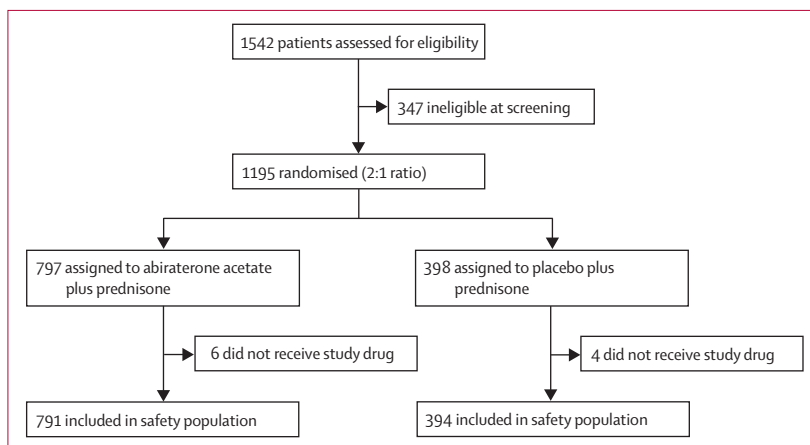 1542 patients assessed for eligibility
347 ineligible at screening
1195 randomised (2:1 ratio)
797 assigned to abiraterone acetate
plus prednisone
398 assigned to placebo plus
prednisone
6 did not receive study drug
4 did not receive study drug
791 included in safety population
394 included in safety population